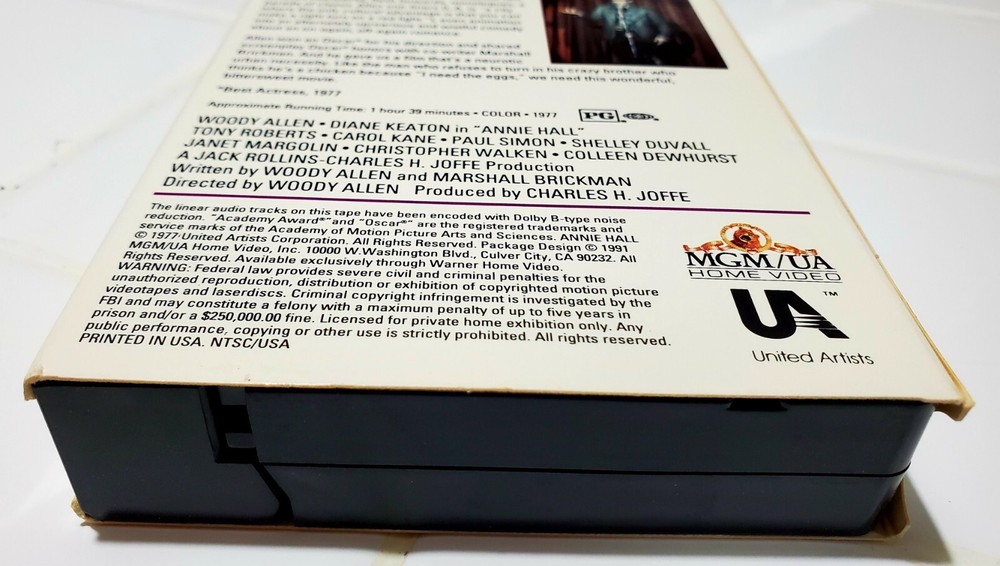 Allen won an Oscar® for his direction and shared
screenplay Oscar® honors with co-writer Marshall
Brickman. And he gave us a film that's a neurotic
urban necessity. Like the man who refuses to turn in his crazy brother who
thinks he's a chicken because "I need the eggs," we need this wonderful,
bittersweet movie.
*Best Actress, 1977
Approximate Running Time: 1 hour 39 minutes • COLOR • 1977
PG
WOODY ALLEN • DIANE KEATON in "ANNIE HALL"
TONY ROBERTS • CAROL KANE • PAUL SIMON • SHELLEY DUVALL
JANET MARGOLIN • CHRISTOPHER WALKEN • COLLEEN DEWHURST
A JACK ROLLINS-CHARLES H. JOFFE Production
Written by WOODY ALLEN and MARSHALL BRICKMAN
Directed by WOODY ALLEN Produced by CHARLES H. JOFFE
The linear audio tracks on this tape have been encoded with Dolby B-type noise
reduction. "Academy Award®" and "Oscar®" are the registered trademarks and
service marks of the Academy of Motion Picture Arts and Sciences. ANNIE HALL
© 1977 United Artists Corporation. All Rights Reserved. Package Design © 1991
MGM/UA Home Video, Inc. 10000 W. Washington Blvd., Culver City, CA 90232. All
Rights Reserved. Available exclusively through Warner Home Video.
WARNING: Federal law provides severe civil and criminal penalties for the
unauthorized reproduction, distribution or exhibition of copyrighted motion picture
videotapes and laserdiscs. Criminal copyright infringement is investigated by the
FBI and may constitute a felony with a maximum penalty of up to five years in
prison and/or a $250,000.00 fine. Licensed for private home exhibition only. Any
public performance, copying or other use is strictly prohibited. All rights reserved.
PRINTED IN USA. NTSC/USA
MGM/UA
HOME VIDEO
UA™
United Artists